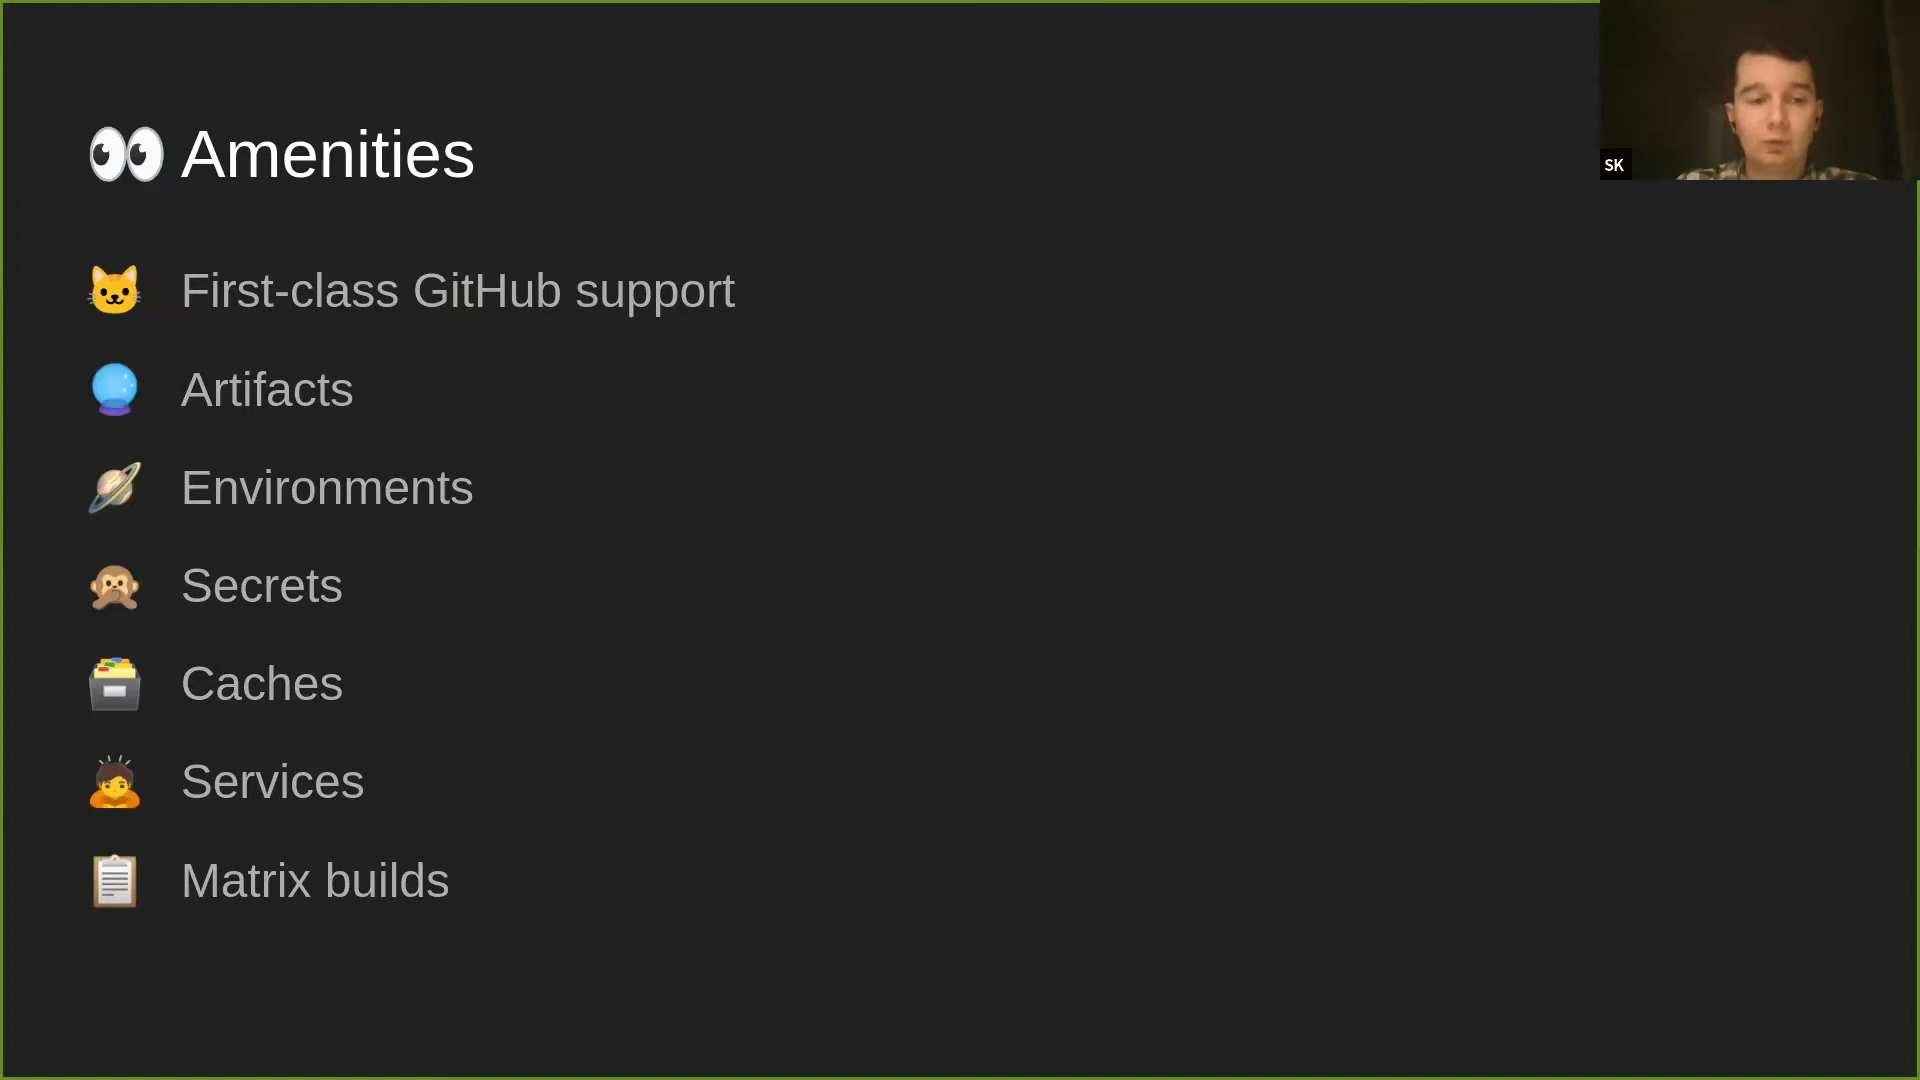 👀 Amenities
🐱 First-class GitHub support
🔮 Artifacts
🪐 Environments
🙊 Secrets
🗃️ Caches
🙇 Services
📋 Matrix builds
SK